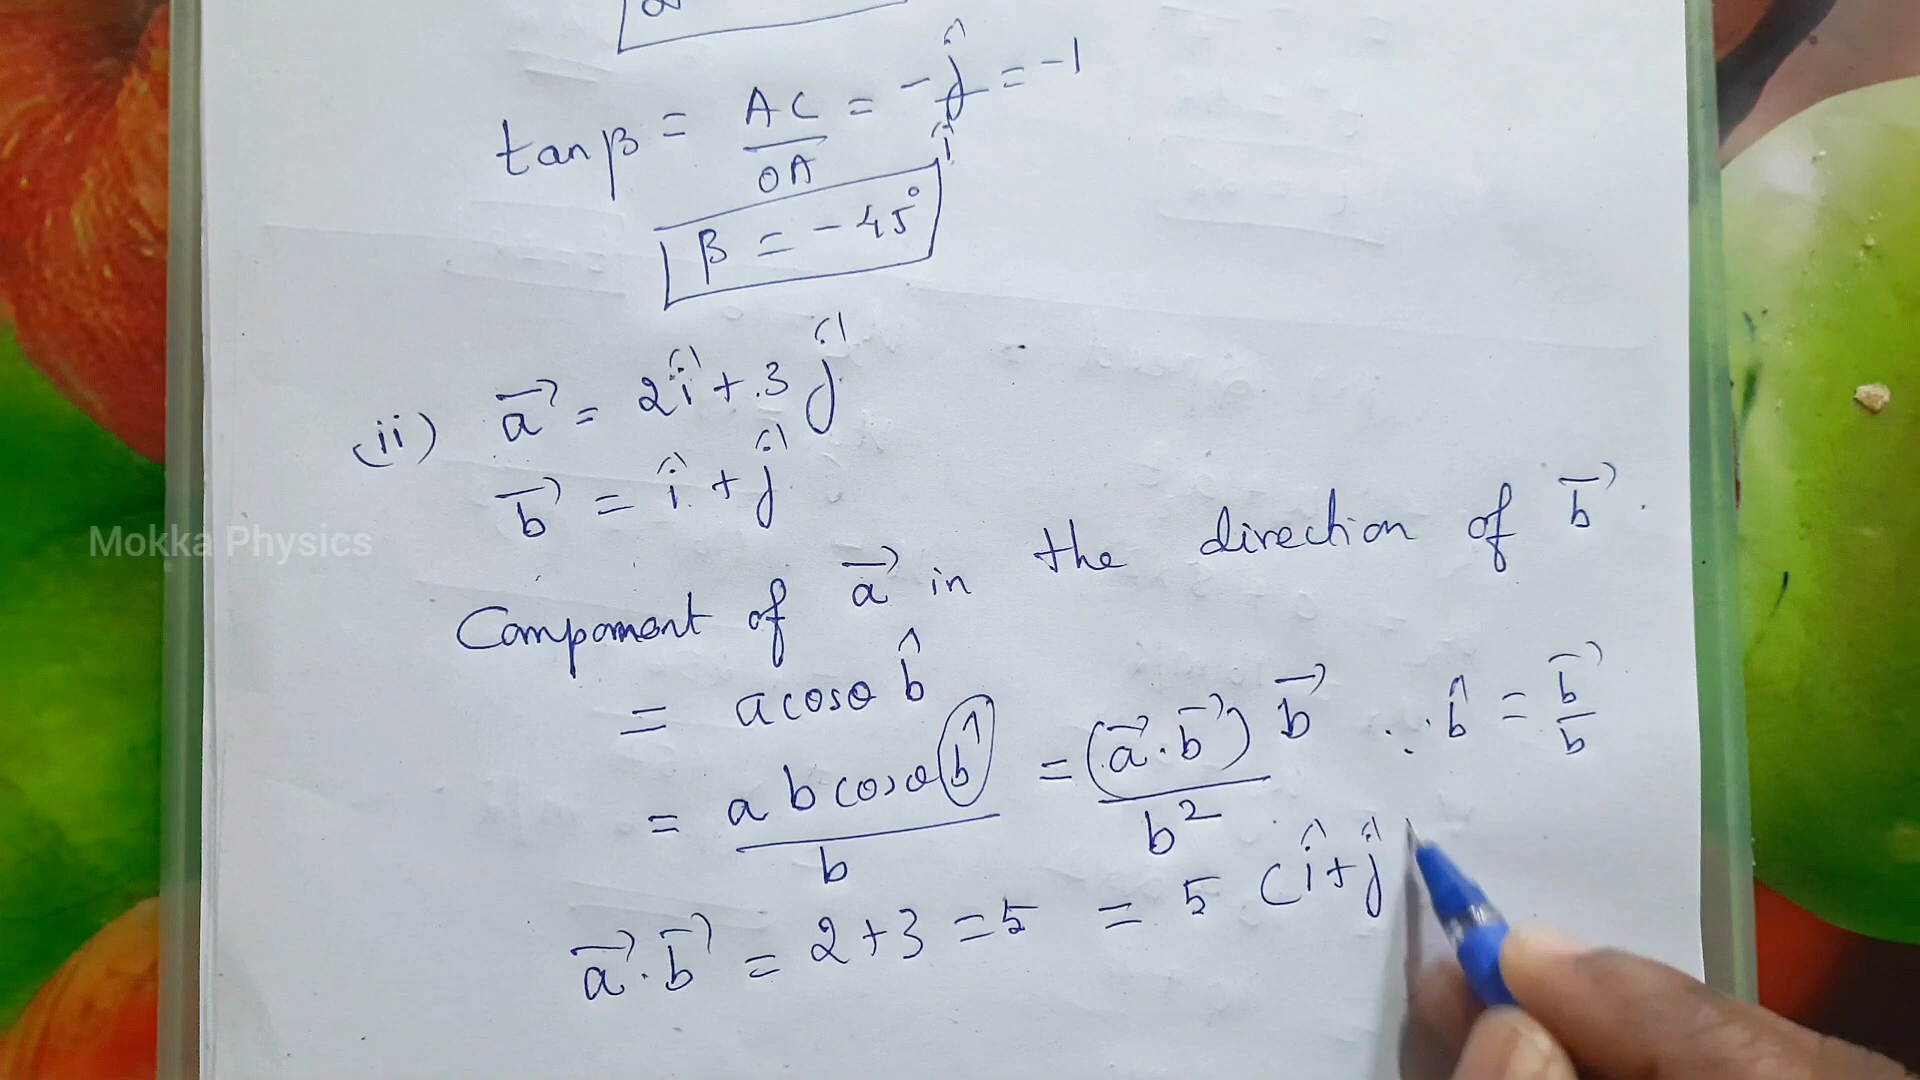 tan β = AC/OA = -ĵ/î = -1
β = -45°
(ii) a⃗ = 2î + 3ĵ
b⃗ = î + ĵ
Mokka Physics
Component of a⃗ in the direction of b⃗.
= a cosθ b̂
= a b cosθ b̂ / b = (a⃗.b⃗) b⃗ / b² ∵ b̂ = b⃗/b
a⃗.b⃗ = 2+3 = 5 = 5 (î+ĵ